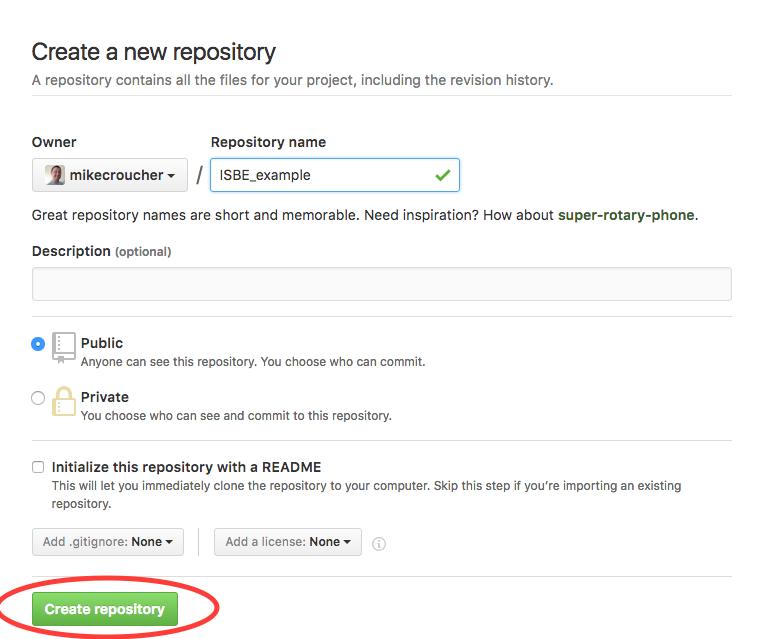 Create a new repository
A repository contains all the files for your project, including the revision history.
Owner
Repository name
mikecroucher
/
ISBE_example
Great repository names are short and memorable. Need inspiration? How about super-rotary-phone.
Description (optional)
Public
Anyone can see this repository. You choose who can commit.
Private
You choose who can see and commit to this repository.
Initialize this repository with a README
This will let you immediately clone the repository to your computer. Skip this step if you’re importing an existing
repository.
Add .gitignore: None
Add a license: None
Create repository